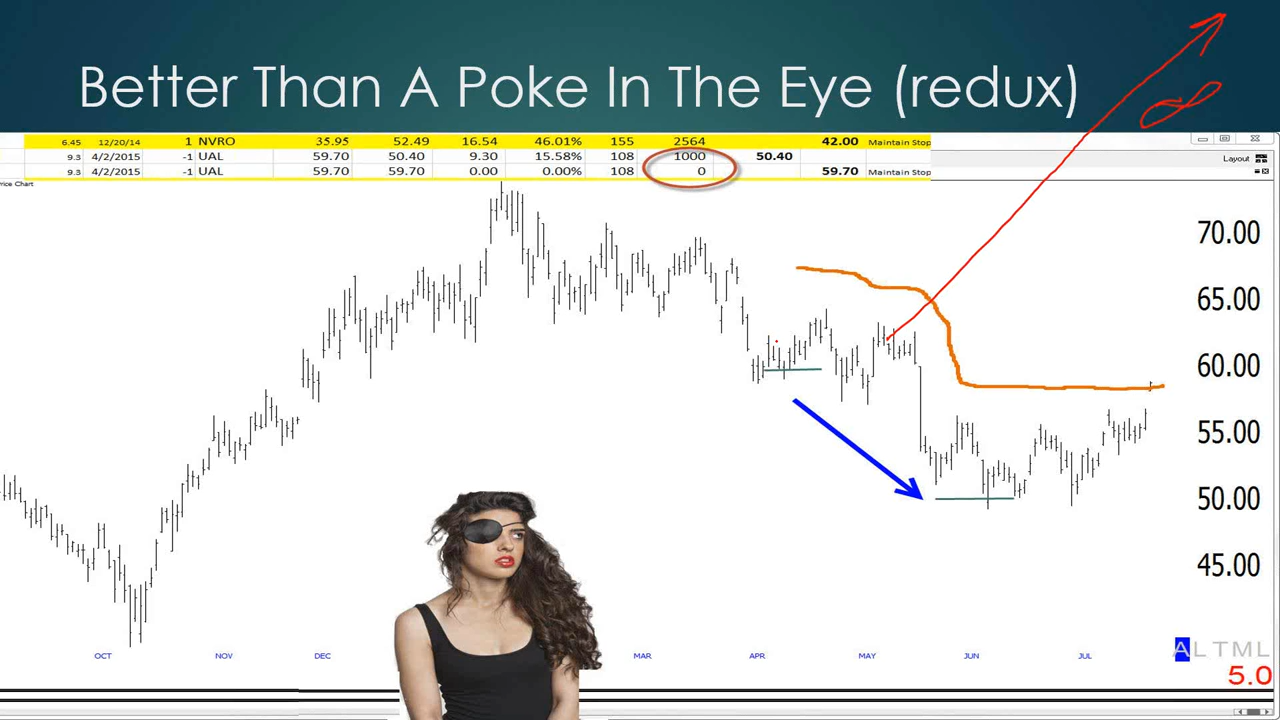 Better Than A Poke In The Eye (redux)
6.45 12/20/14 1 NVRO 35.95 52.49 16.54 46.01% 155 2564 42.00 Maintain Stop
9.3 4/2/2015 -1 UAL 59.70 50.40 9.30 15.58% 108 1000 50.40
Layout
9.3 4/2/2015 -1 UAL 59.70 59.70 0.00 0.00% 108 0 59.70 Maintain Stop
Price Chart
70.00
65.00
60.00
55.00
50.00
45.00
OCT NOV DEC MAR APR MAY JUN JUL
A L T M L
5.0